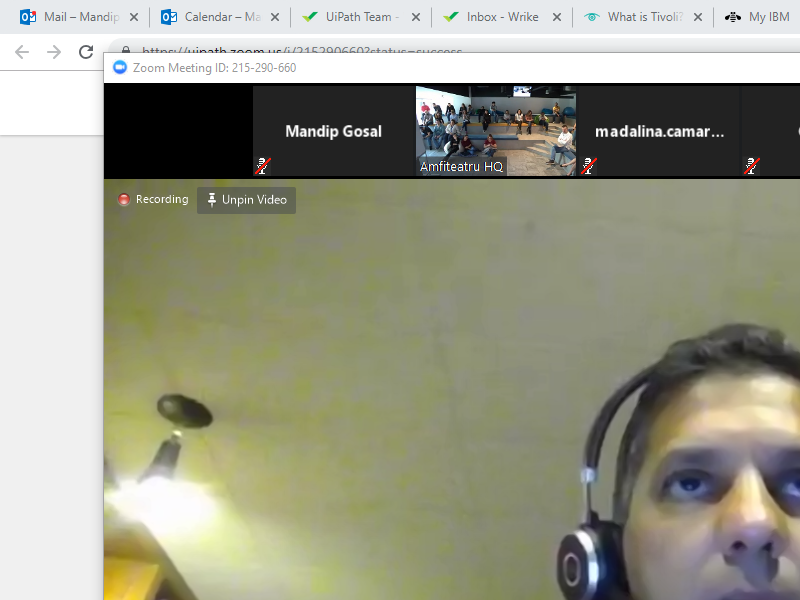 Mail – Mandip
Calendar – Ma
UiPath Team -
Inbox - Wrike
What is Tivoli?
My IBM
https://uipath.zoom.us/j/215290660?status=success
Zoom Meeting ID: 215-290-660
Mandip Gosal
madalina.camar...
Amfiteatru HQ
Recording
Unpin Video